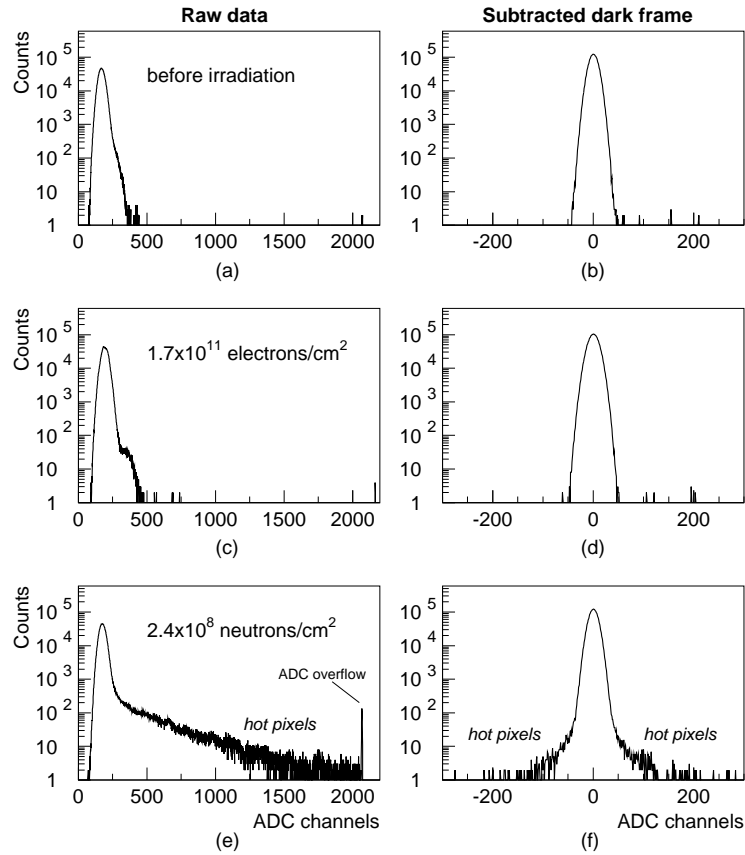 Raw data
Subtracted dark frame
Counts
10^5
10^4
10^3
10^2
10
1
before irradiation
0 500 1000 1500 2000
(a)
-200 0 200
(b)
10^5
10^4
10^3
10^2
10
1
Counts
10^5
10^4
10^3
10^2
10
1
1.7x10^11 electrons/cm^2
0 500 1000 1500 2000
(c)
10^5
10^4
10^3
10^2
10
1
-200 0 200
(d)
Counts
10^5
10^4
10^3
10^2
10
1
2.4x10^8 neutrons/cm^2
ADC overflow
hot pixels
0 500 1000 1500 2000
(e)
ADC channels
10^5
10^4
10^3
10^2
10
1
hot pixels
hot pixels
-200 0 200
(f)
ADC channels